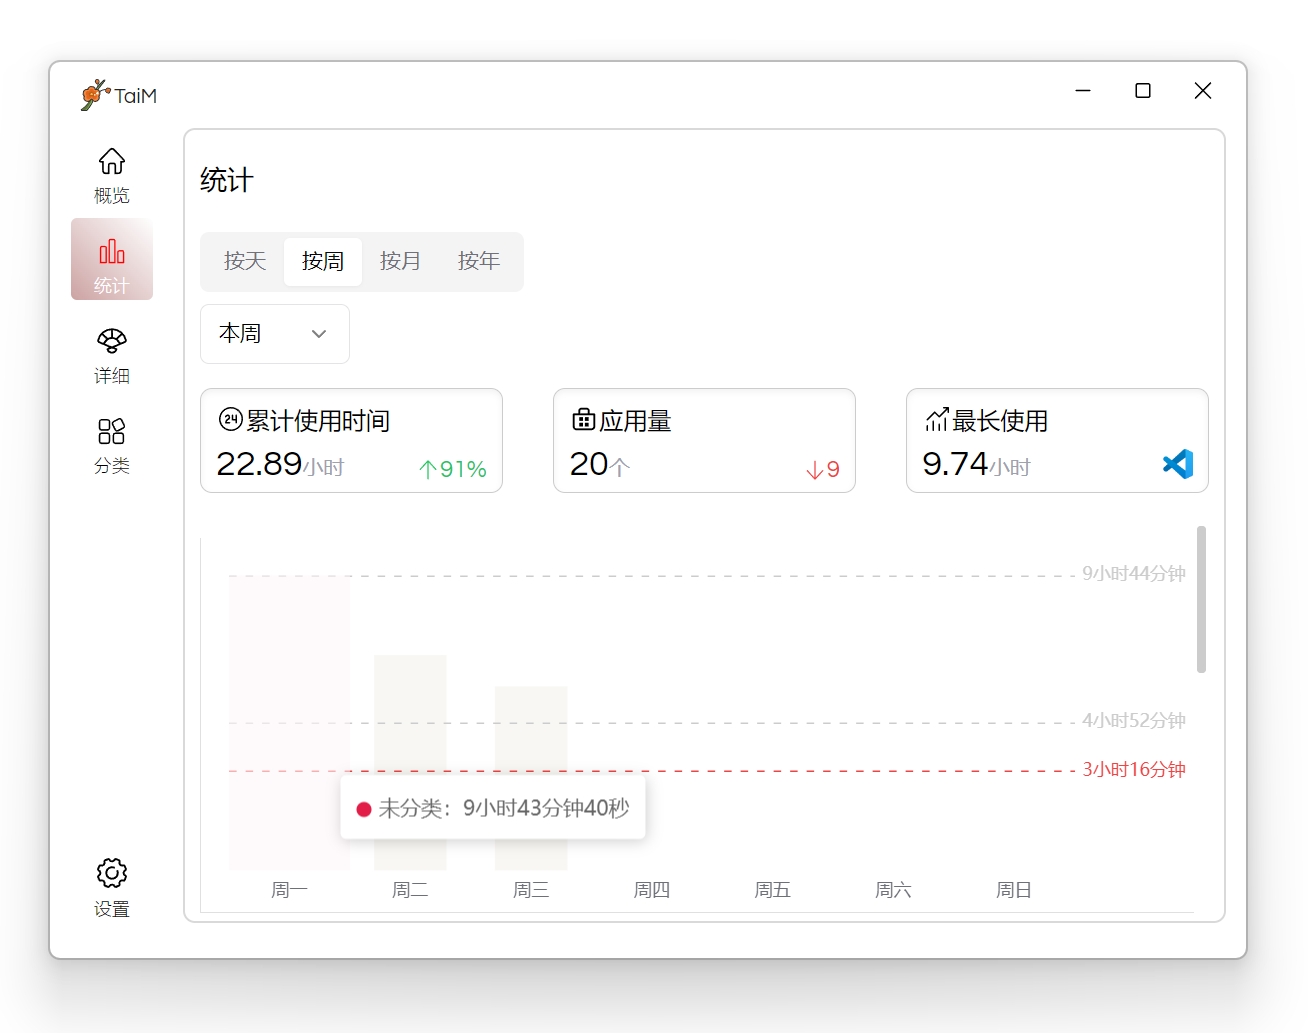 TaiM
概览
统计
详细
分类
设置
统计
按天 按周 按月 按年
本周
24 累计使用时间
22.89小时 ↑91%
应用量
20个 ↓9
最长使用
9.74小时
9小时44分钟
4小时52分钟
3小时16分钟
未分类：9小时43分钟40秒
周一 周二 周三 周四 周五 周六 周日